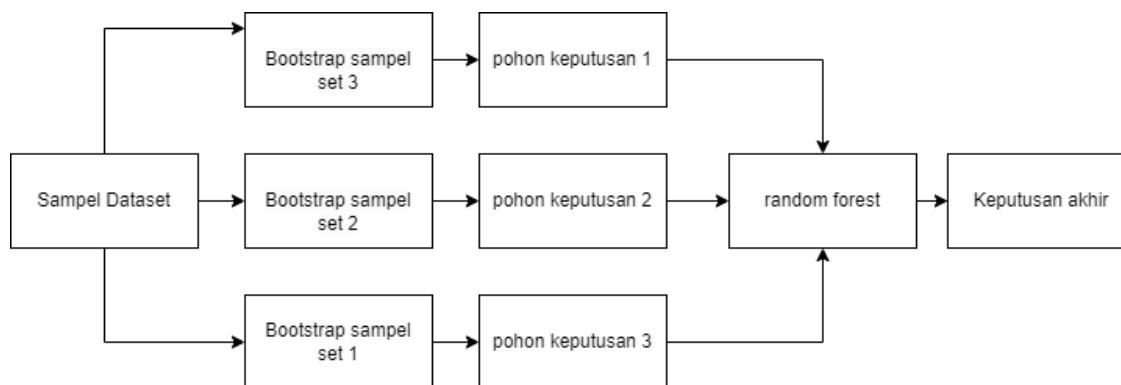 Bootstrap sampel
set 3
pohon keputusan 1
Sampel Dataset
Bootstrap sampel
set 2
pohon keputusan 2
random forest
Keputusan akhir
Bootstrap sampel
set 1
pohon keputusan 3